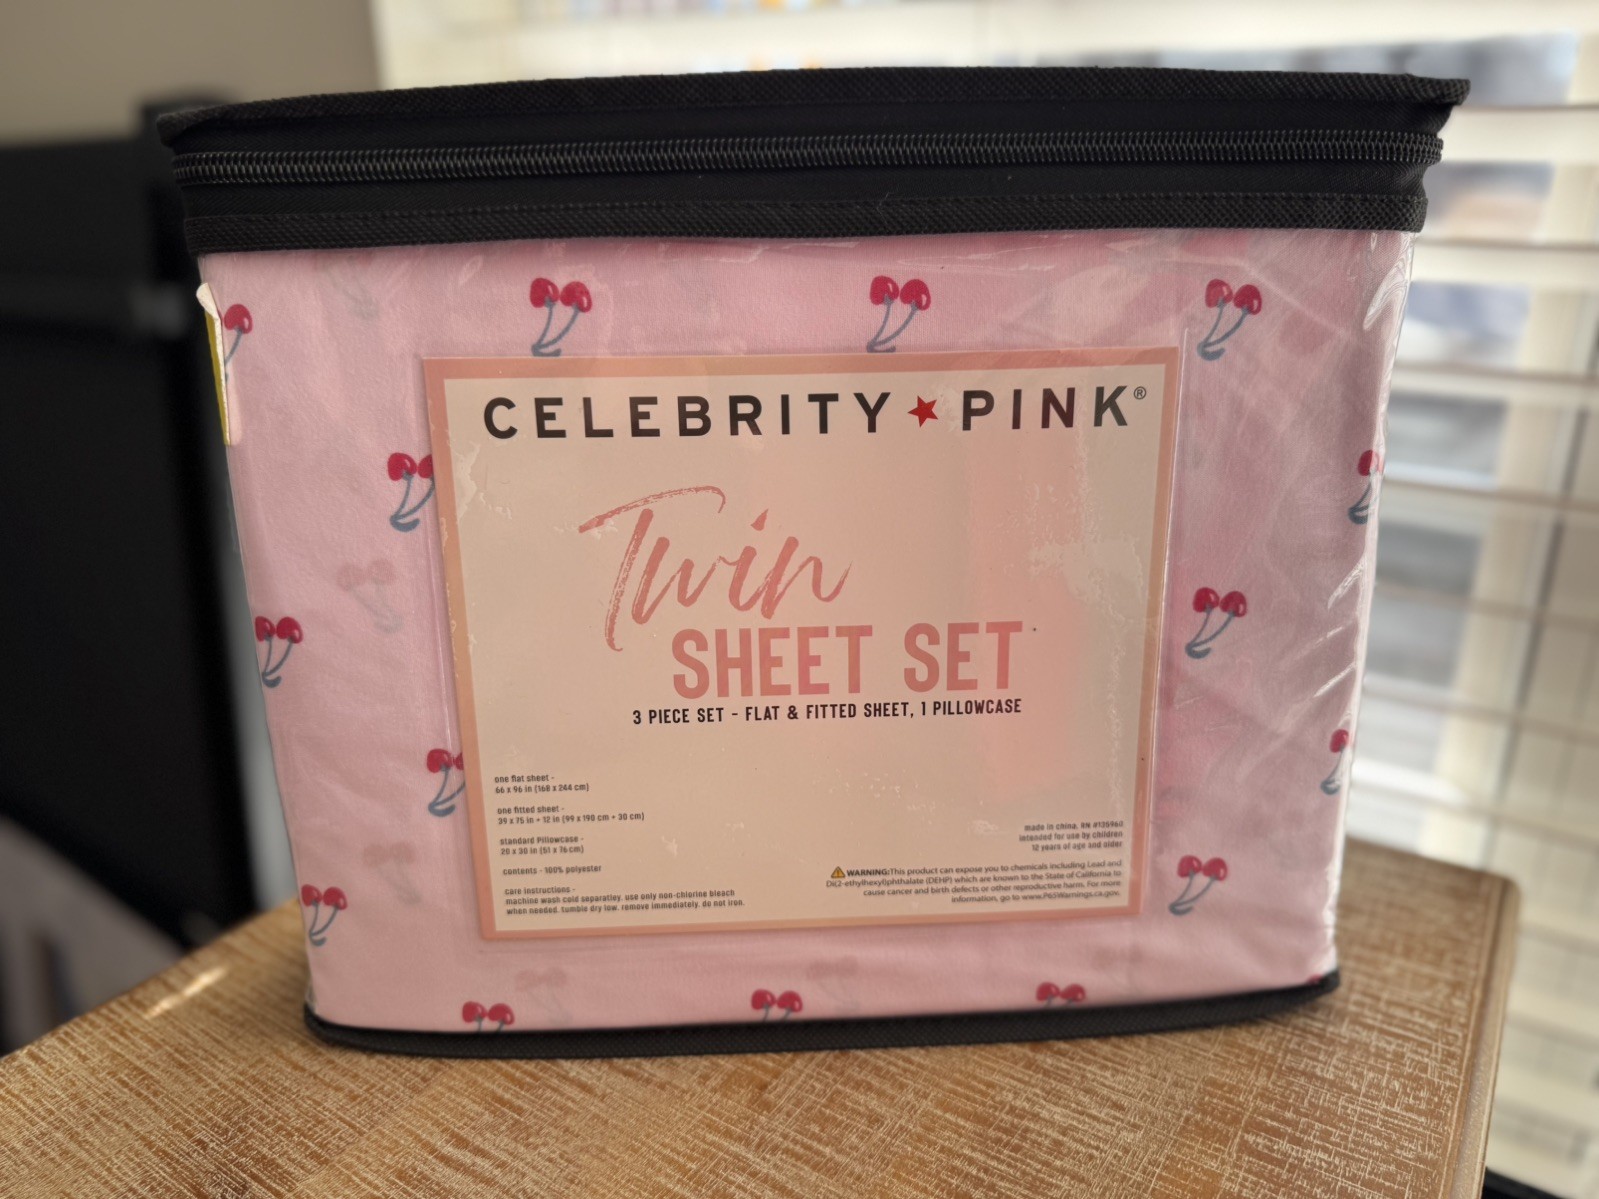 CELEBRITY ★ PINK®
Twin
SHEET SET
3 PIECE SET - FLAT & FITTED SHEET, 1 PILLOWCASE
one flat sheet -
66 x 96 in (168 x 244 cm)
one fitted sheet -
39 x 75 in + 12 in (99 x 190 cm + 30 cm)
standard Pillowcase -
20 x 30 in (51 x 76 cm)
contents - 100% polyester
care instructions -
machine wash cold separatley. use only non-chlorine bleach
when needed. tumble dry low. remove immediately. do not iron.
made in china, RN #135960
intended for use by children
12 years of age and older
WARNING:This product can expose you to chemicals including Lead and
Di(2-ethylhexyl)phthalate (DEHP) which are known to the State of California to
cause cancer and birth defects or other reproductive harm. For more
information, go to www.P65Warnings.ca.gov.